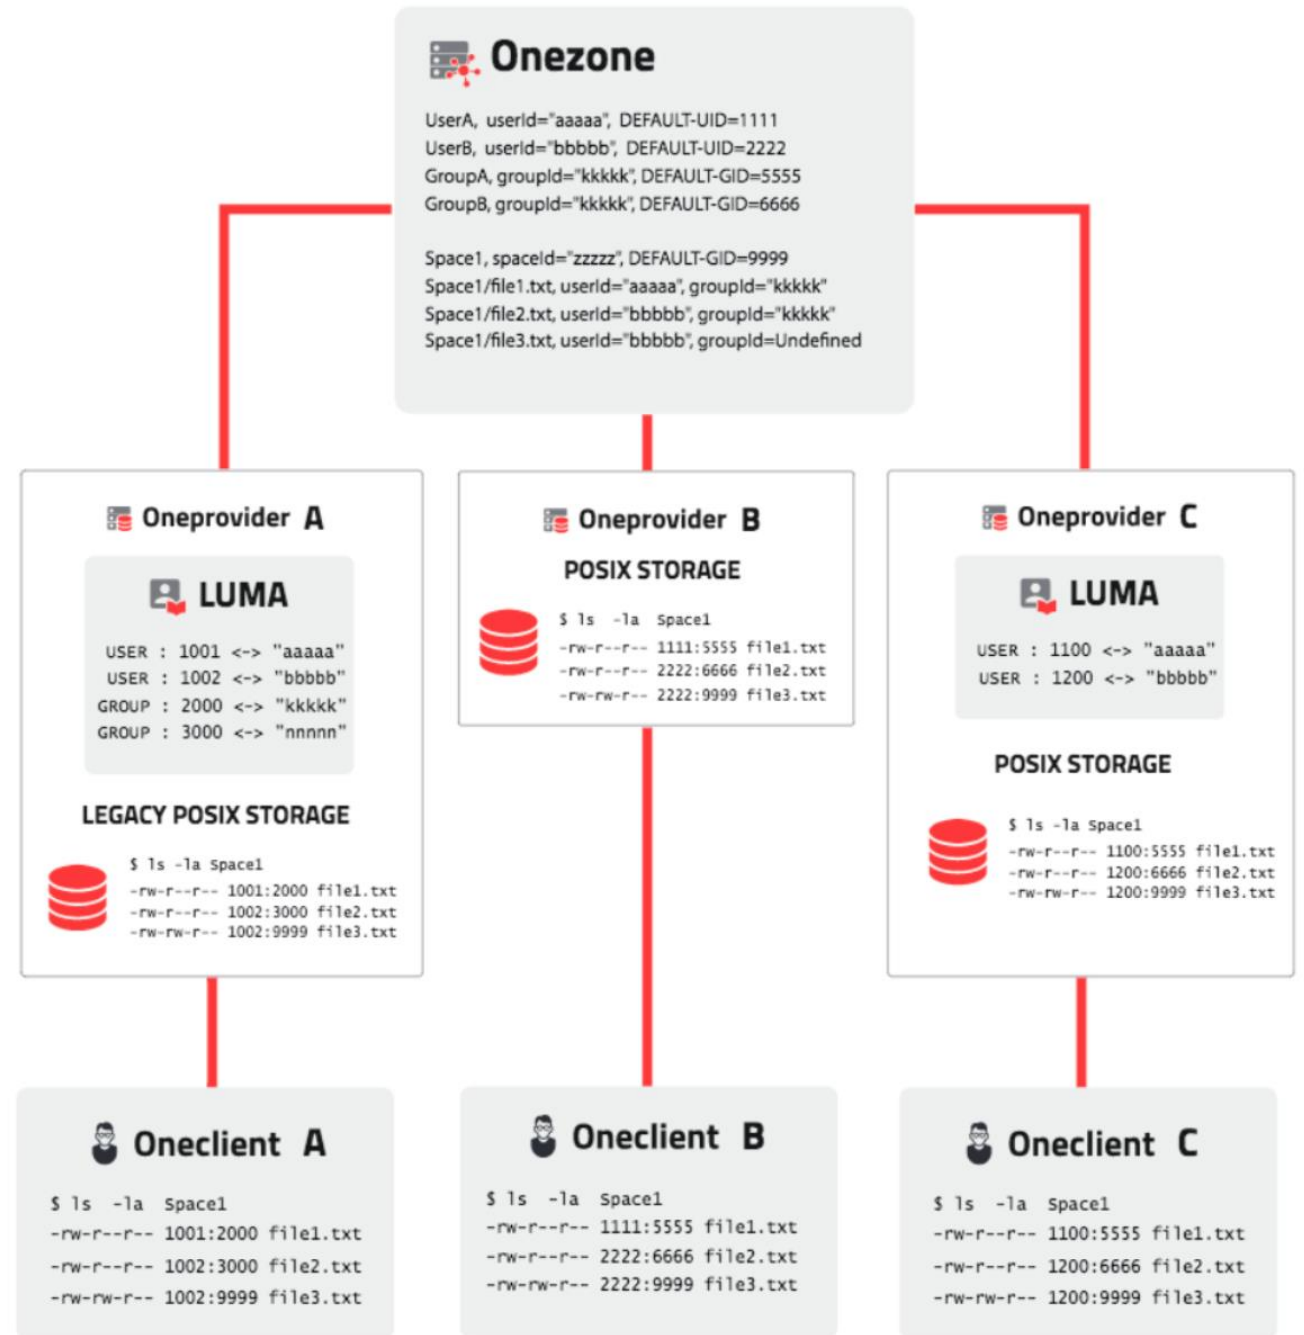 Onezone
UserA, userId="aaaaa", DEFAULT-UID=1111
UserB, userId="bbbbb", DEFAULT-UID=2222
GroupA, groupId="kkkkk", DEFAULT-GID=5555
GroupB, groupId="kkkkk", DEFAULT-GID=6666
Space1, spaceId="zzzzz", DEFAULT-GID=9999
Space1/file1.txt, userId="aaaaa", groupId="kkkkk"
Space1/file2.txt, userId="bbbbb", groupId="kkkkk"
Space1/file3.txt, userId="bbbbb", groupId=Undefined
Oneprovider A
LUMA
USER : 1001 <-> "aaaaa"
USER : 1002 <-> "bbbbb"
GROUP : 2000 <-> "kkkkk"
GROUP : 3000 <-> "nnnnn"
LEGACY POSIX STORAGE
$ ls -la Space1
-rw-r--r-- 1001:2000 file1.txt
-rw-r--r-- 1002:3000 file2.txt
-rw-rw-r-- 1002:9999 file3.txt
Oneprovider B
POSIX STORAGE
$ ls -la Space1
-rw-r--r-- 1111:5555 file1.txt
-rw-r--r-- 2222:6666 file2.txt
-rw-rw-r-- 2222:9999 file3.txt
Oneprovider C
LUMA
USER : 1100 <-> "aaaaa"
USER : 1200 <-> "bbbbb"
POSIX STORAGE
$ ls -la Space1
-rw-r--r-- 1100:5555 file1.txt
-rw-r--r-- 1200:6666 file2.txt
-rw-rw-r-- 1200:9999 file3.txt
Oneclient A
$ ls -la Space1
-rw-r--r-- 1001:2000 file1.txt
-rw-r--r-- 1002:3000 file2.txt
-rw-rw-r-- 1002:9999 file3.txt
Oneclient B
$ ls -la Space1
-rw-r--r-- 1111:5555 file1.txt
-rw-r--r-- 2222:6666 file2.txt
-rw-rw-r-- 2222:9999 file3.txt
Oneclient C
$ ls -la Space1
-rw-r--r-- 1100:5555 file1.txt
-rw-r--r-- 1200:6666 file2.txt
-rw-rw-r-- 1200:9999 file3.txt